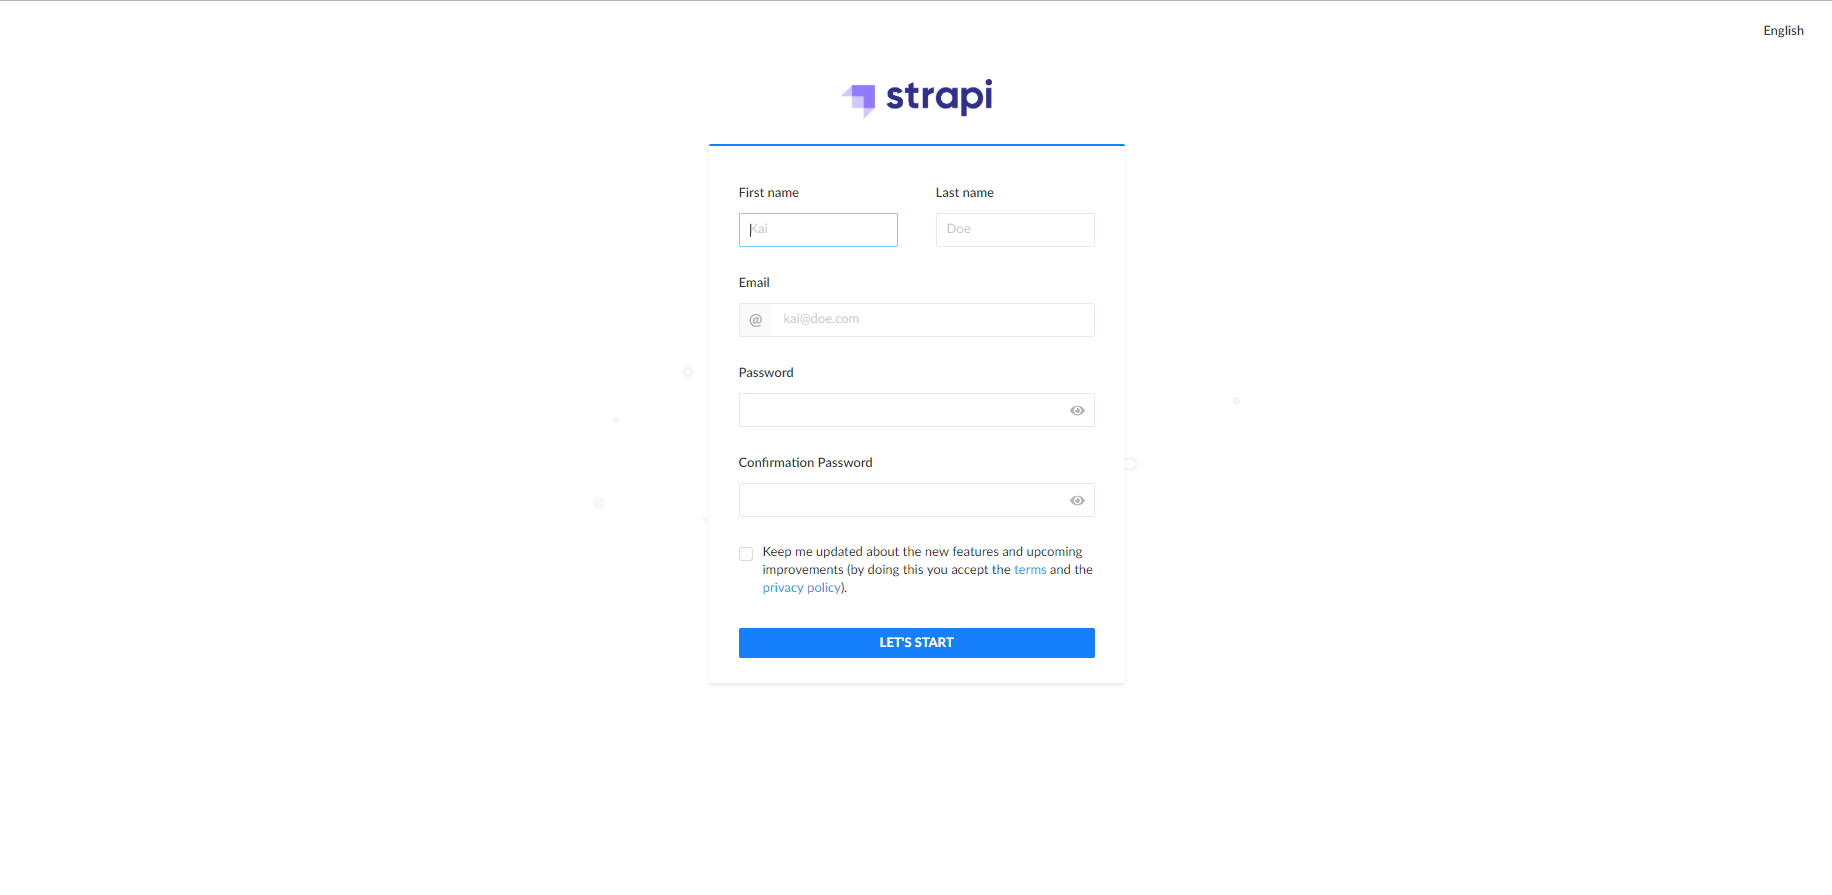 English
strapi
First name
Last name
Kai
Doe
Email
@ kai@doe.com
Password
Confirmation Password
Keep me updated about the new features and upcoming
improvements (by doing this you accept the terms and the
privacy policy).
LET'S START